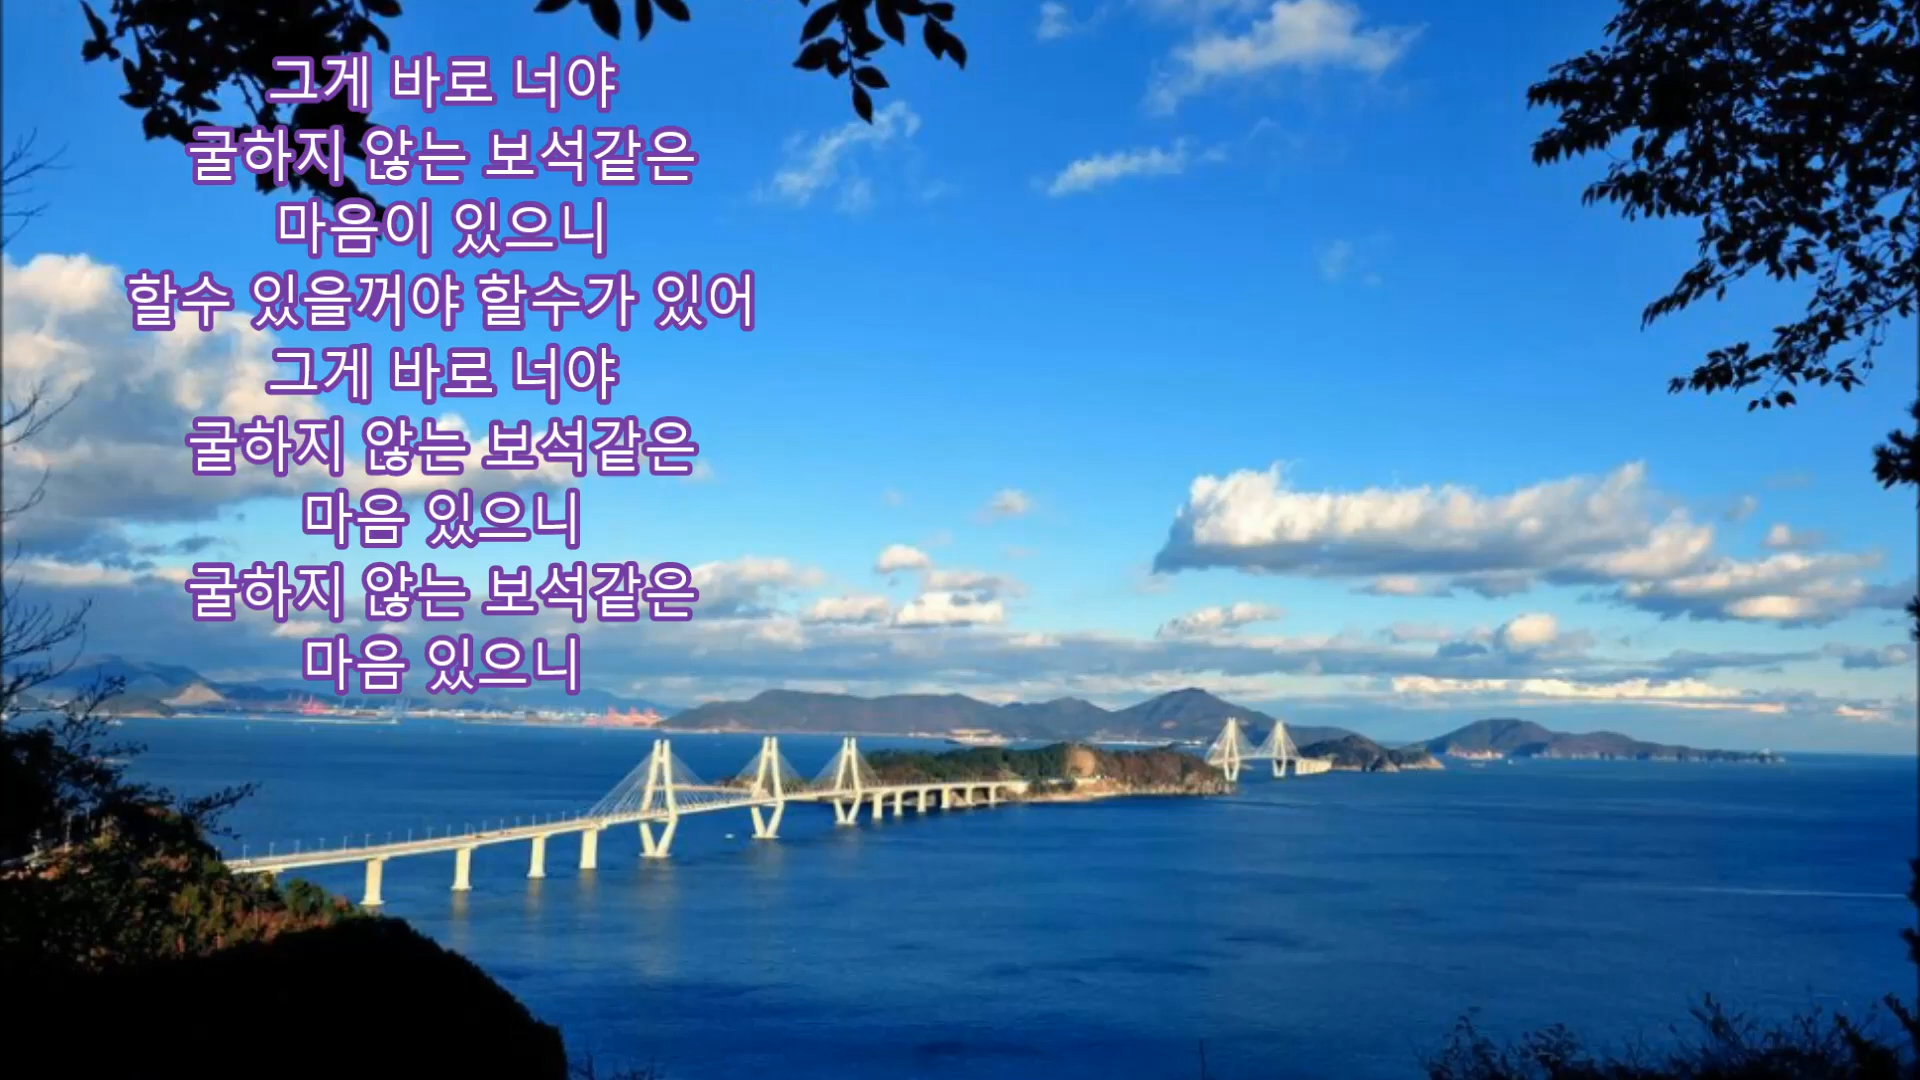 그게 바로 너야
굴하지 않는 보석같은
마음이 있으니
할수 있을꺼야 할수가 있어
그게 바로 너야
굴하지 않는 보석같은
마음 있으니
굴하지 않는 보석같은
마음 있으니